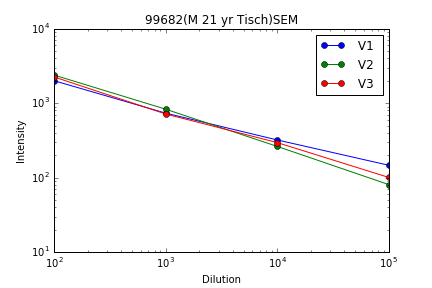 99682(M 21 yr Tisch)SEM
10⁴
10³
10²
10¹
Intensity
V1
V2
V3
10² 10³ 10⁴ 10⁵
Dilution